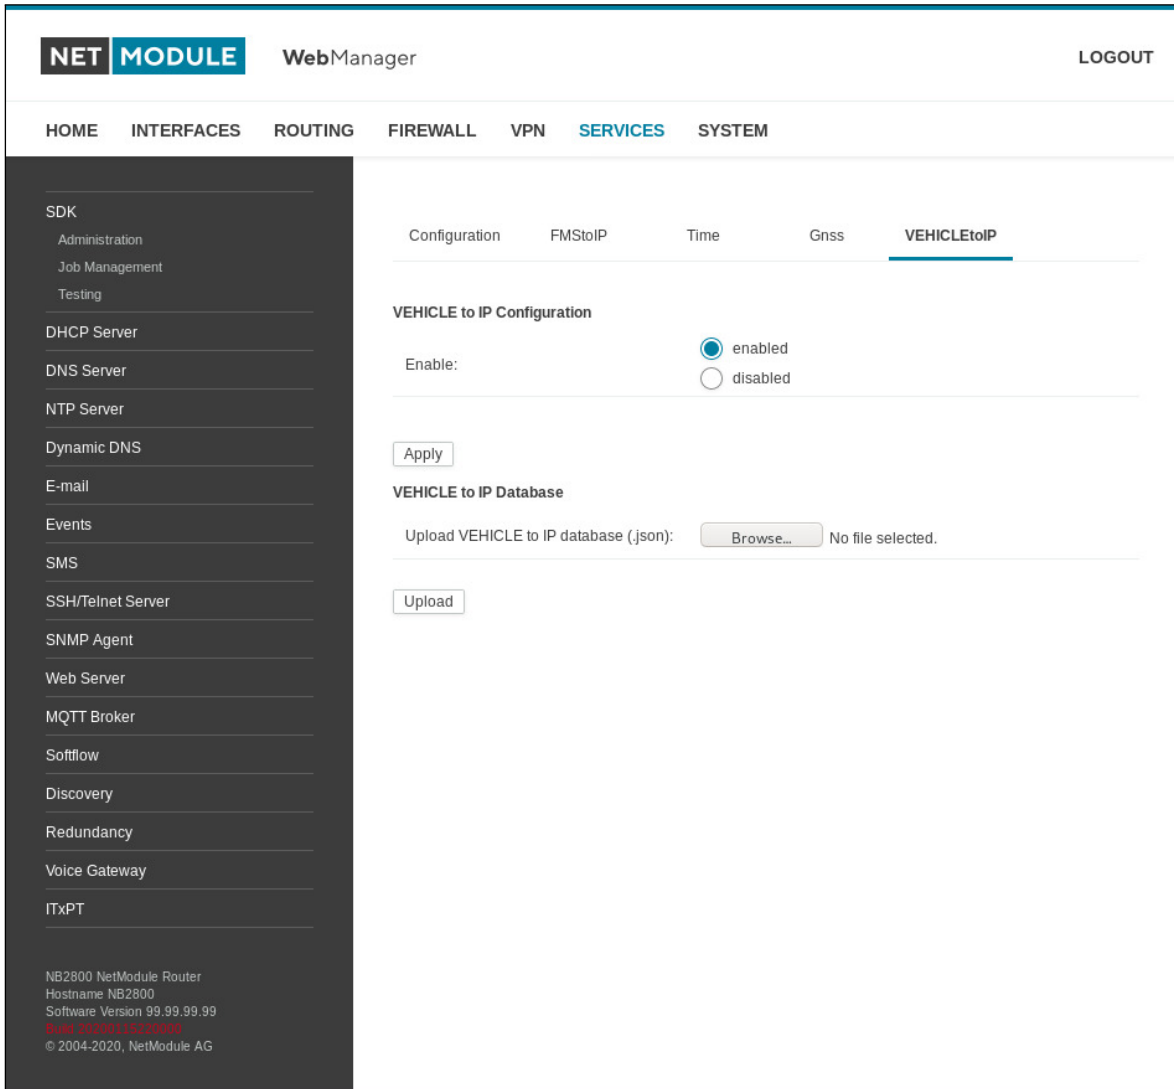 NET MODULE WebManager LOGOUT
HOME INTERFACES ROUTING FIREWALL VPN SERVICES SYSTEM
SDK
Administration
Job Management
Testing
DHCP Server
DNS Server
NTP Server
Dynamic DNS
E-mail
Events
SMS
SSH/Telnet Server
SNMP Agent
Web Server
MQTT Broker
Softflow
Discovery
Redundancy
Voice Gateway
ITxPT
NB2800 NetModule Router
Hostname NB2800
Software Version 99.99.99.99
Build
© 2004-2020, NetModule AG
Configuration FMStoIP Time Gnss VEHICLEtoIP
VEHICLE to IP Configuration
Enable:
enabled
disabled
Apply
VEHICLE to IP Database
Upload VEHICLE to IP database (.json): Browse... No file selected.
Upload